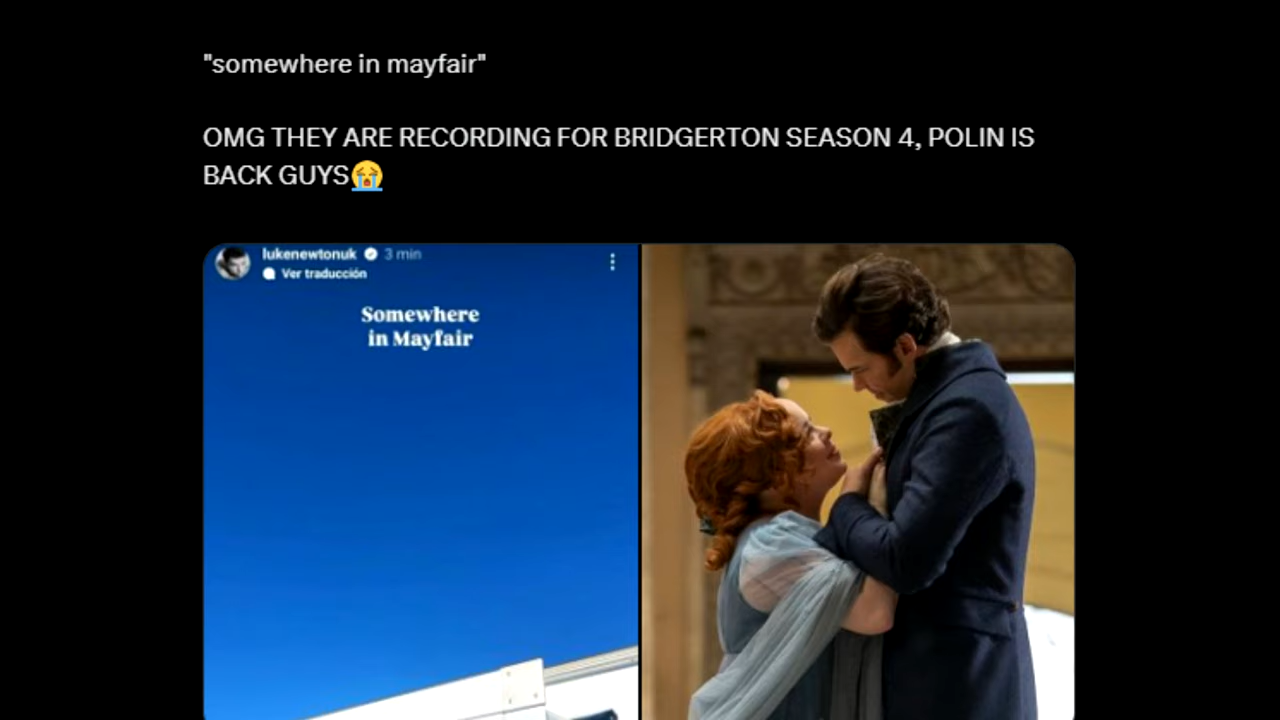 "somewhere in mayfair"
OMG THEY ARE RECORDING FOR BRIDGERTON SEASON 4, POLIN IS
BACK GUYS😭
lukenewtonuk 3 min
Ver traducción
Somewhere
in Mayfair